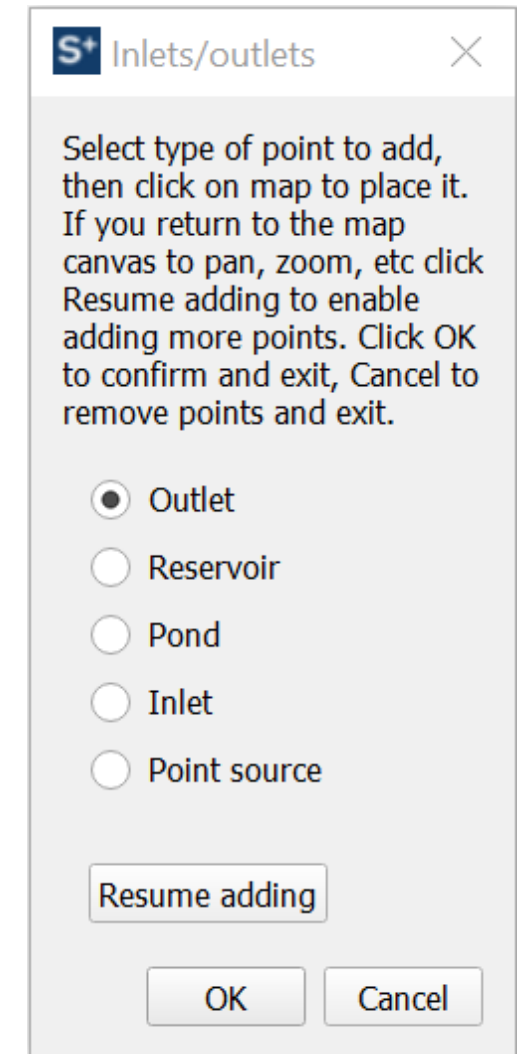 S+ Inlets/outlets
Select type of point to add,
then click on map to place it.
If you return to the map
canvas to pan, zoom, etc click
Resume adding to enable
adding more points. Click OK
to confirm and exit, Cancel to
remove points and exit.
Outlet
Reservoir
Pond
Inlet
Point source
Resume adding
OK Cancel